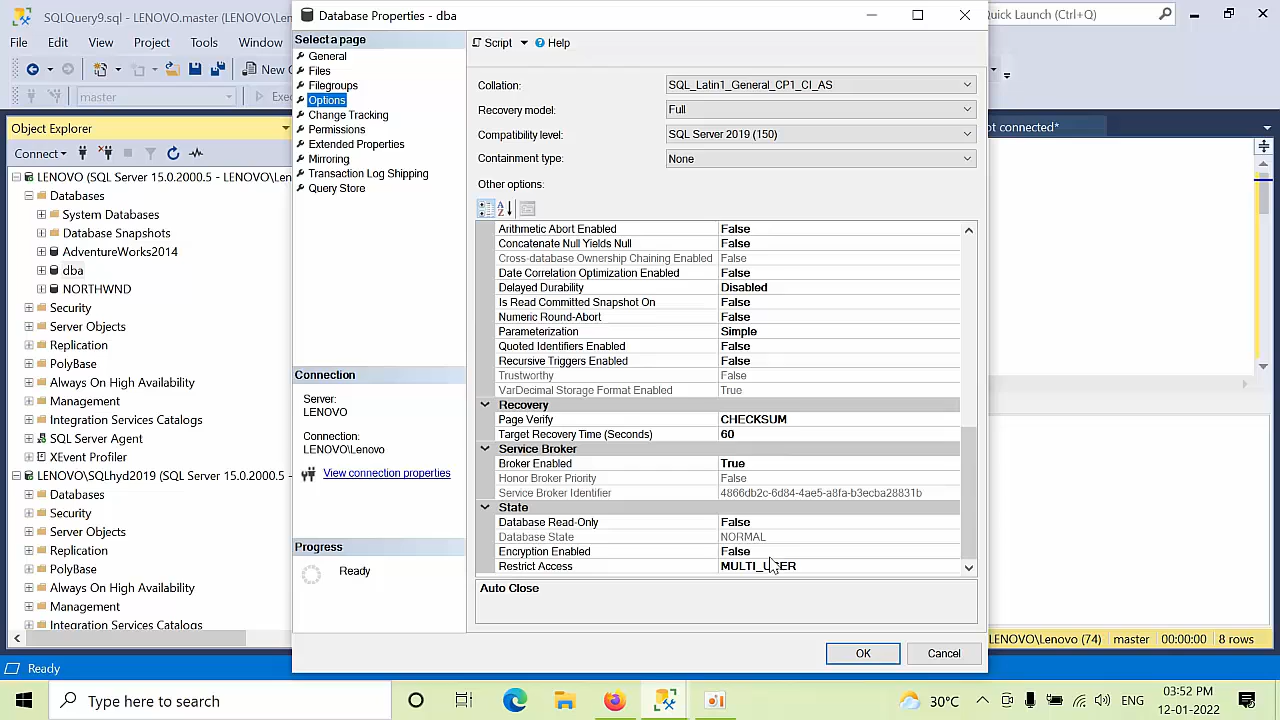 SQLQuery9.sql - LENOVO.master (LENOVO\L
Database Properties - dba
Quick Launch (Ctrl+Q)
File Edit View Project Tools Window
Select a page
Script Help
General
Files
Filegroups
Options
Change Tracking
Permissions
Extended Properties
Mirroring
Transaction Log Shipping
Query Store
New
master
Exec
Object Explorer
Connect
LENOVO (SQL Server 15.0.2000.5 - LENOVO\Len
Databases
System Databases
Database Snapshots
AdventureWorks2014
dba
NORTHWND
Security
Server Objects
Replication
PolyBase
Always On High Availability
Management
Integration Services Catalogs
SQL Server Agent
XEvent Profiler
LENOVO\SQLhyd2019 (SQL Server 15.0.2000.5 -
Databases
Security
Server Objects
Replication
PolyBase
Always On High Availability
Management
Integration Services Catalogs
Connection
Server:
LENOVO
Connection:
LENOVO\Lenovo
View connection properties
Progress
Ready
Collation: SQL_Latin1_General_CP1_CI_AS
Recovery model: Full
Compatibility level: SQL Server 2019 (150)
Containment type: None
Other options:
Arithmetic Abort Enabled False
Concatenate Null Yields Null False
Cross-database Ownership Chaining Enabled False
Date Correlation Optimization Enabled False
Delayed Durability Disabled
Is Read Committed Snapshot On False
Numeric Round-Abort False
Parameterization Simple
Quoted Identifiers Enabled False
Recursive Triggers Enabled False
Trustworthy False
VarDecimal Storage Format Enabled True
Recovery
Page Verify CHECKSUM
Target Recovery Time (Seconds) 60
Service Broker
Broker Enabled True
Honor Broker Priority False
Service Broker Identifier 4866db2c-6d84-4ae5-a8fa-b3ecba28831b
State
Database Read-Only False
Database State NORMAL
Encryption Enabled False
Restrict Access MULTI_USER
Auto Close
OK Cancel
ot connected*
LENOVO\Lenovo (74) master 00:00:00 8 rows
Ready
Type here to search
30°C ENG 03:52 PM
12-01-2022